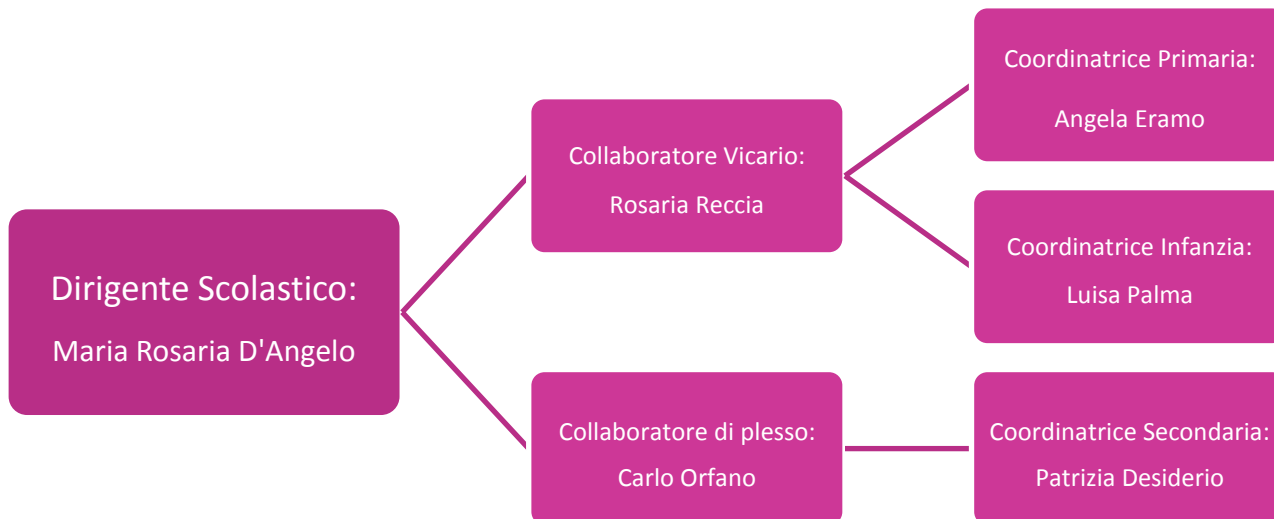 Dirigente Scolastico:
Maria Rosaria D'Angelo
Collaboratore Vicario:
Rosaria Reccia
Coordinatrice Primaria:
Angela Eramo
Coordinatrice Infanzia:
Luisa Palma
Collaboratore di plesso:
Carlo Orfano
Coordinatrice Secondaria:
Patrizia Desiderio